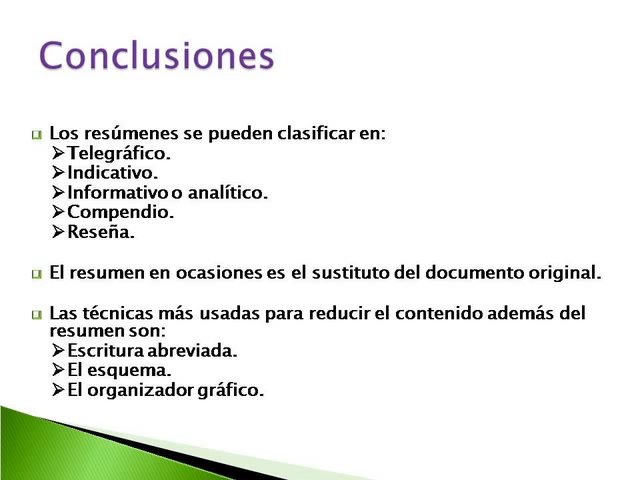 Conclusiones
Los resúmenes se pueden clasificar en:
➢Telegráfico.
➢Indicativo.
➢Informativo o analítico.
➢Compendio.
➢Reseña.
El resumen en ocasiones es el sustituto del documento original.
Las técnicas más usadas para reducir el contenido además del
resumen son:
➢Escritura abreviada.
➢El esquema.
➢El organizador gráfico.